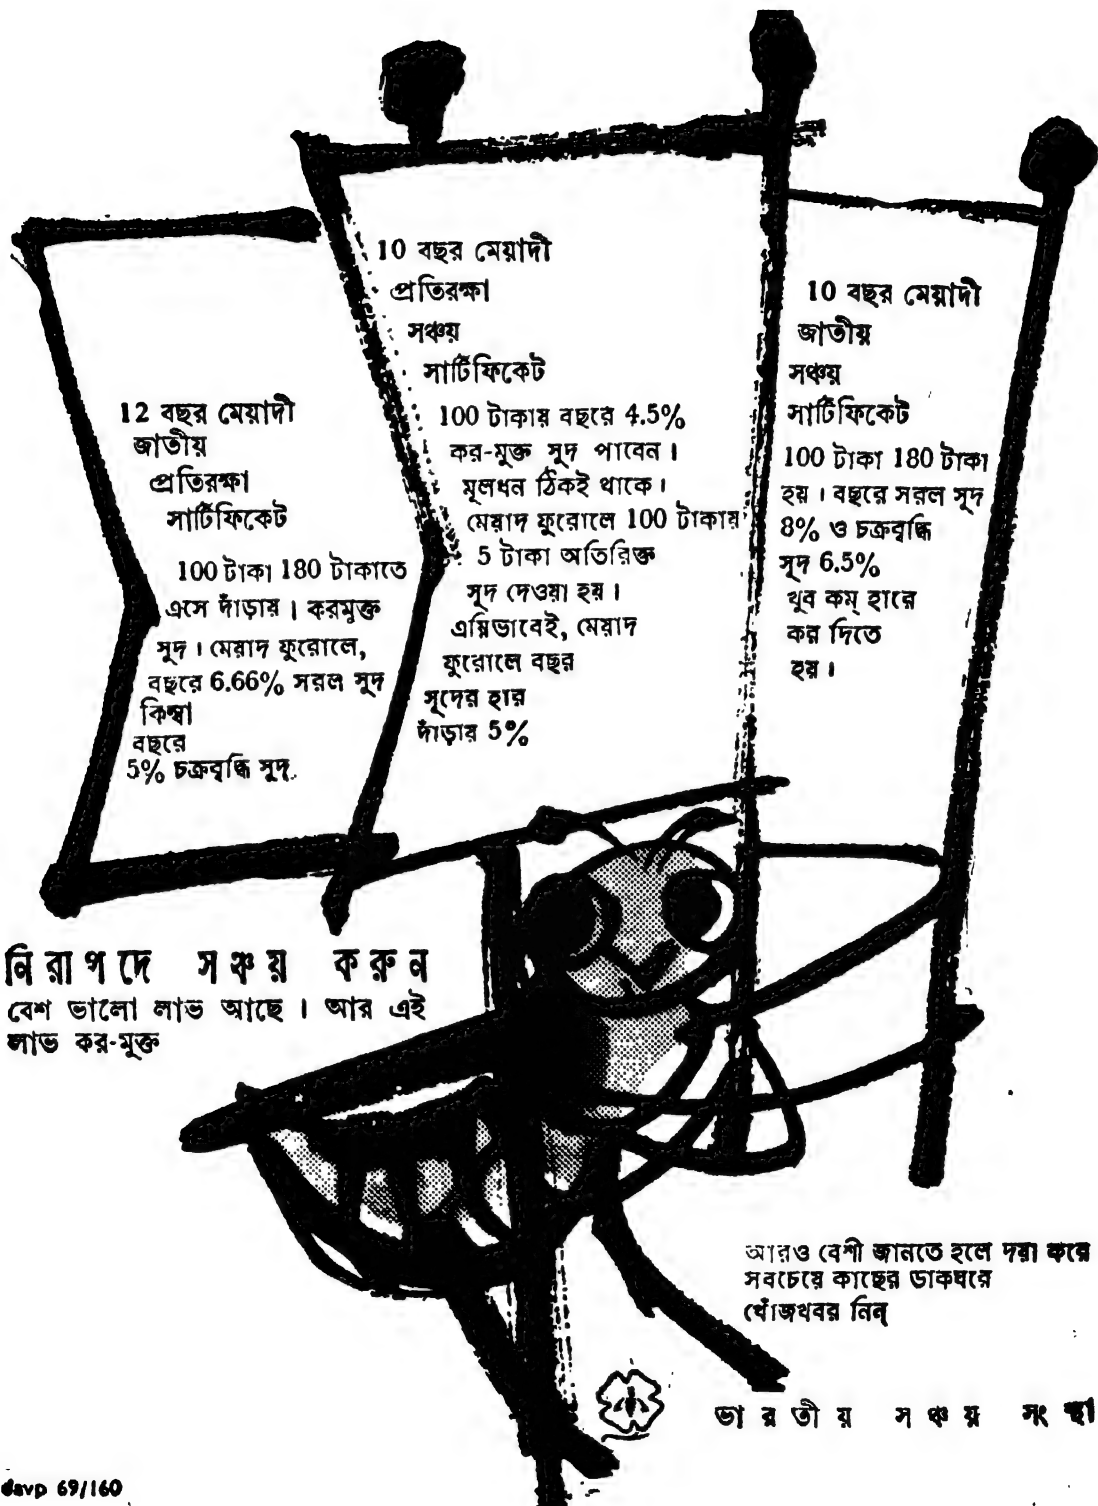 12 বছর মেয়াদী
জাতীয়
প্রতিরক্ষা
সার্টিফিকেট
100 টাকা 180 টাকাতে
এসে দাঁড়ায়। করমুক্ত
সুদ। মেয়াদ ফুরোলে,
বছরে 6.66% সরল সুদ
কিম্বা
বছরে
5% চক্রবৃদ্ধি সুদ.
10 বছর মেয়াদী
প্রতিরক্ষা
সঞ্চয়
সার্টিফিকেট
100 টাকায় বছরে 4.5%
কর-মুক্ত সুদ পাবেন।
মূলধন ঠিকই থাকে।
মেয়াদ ফুরোলে 100 টাকায়
5 টাকা অতিরিক্ত
সুদ দেওয়া হয়।
এম্নিভাবেই, মেয়াদ
ফুরোলে বছর
সূদের হার
দাঁড়ায় 5%
10 বছর মেয়াদী
জাতীয়
সঞ্চয়
সার্টিফিকেট
100 টাকা 180 টাকা
হয়। বছরে সরল সুদ
8% ও চক্রবৃদ্ধি
সূদ 6.5%
খুব কম্ হারে
কর দিতে
হয়।
নিরাপদে সঞ্চয় করুন
বেশ ভালো লাভ আছে। আর এই
লাভ কর-মুক্ত
আরও বেশী জানতে হলে দয়া করে
সবচেয়ে কাছের ডাকঘরে
খোঁজখবর নিন্
ভারতীয় সঞ্চয় সংস্থা
davp 69/160